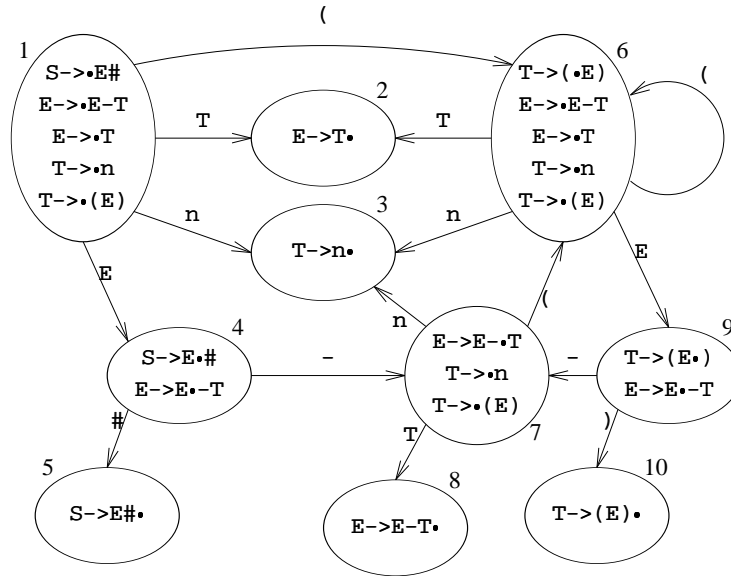 (
1
S->•E#
E->•E-T
E->•T
T->•n
T->•(E)
6
T->(•E)
E->•E-T
E->•T
T->•n
T->•(E)
(
2
T
E->T•
T
n
3
T->n•
n
E
E
(
n
4
S->E•#
E->E•-T
-
E->E-•T
T->•n
T->•(E)
7
-
9
T->(E•)
E->E•-T
#
T
)
5
S->E#•
8
E->E-T•
10
T->(E)•